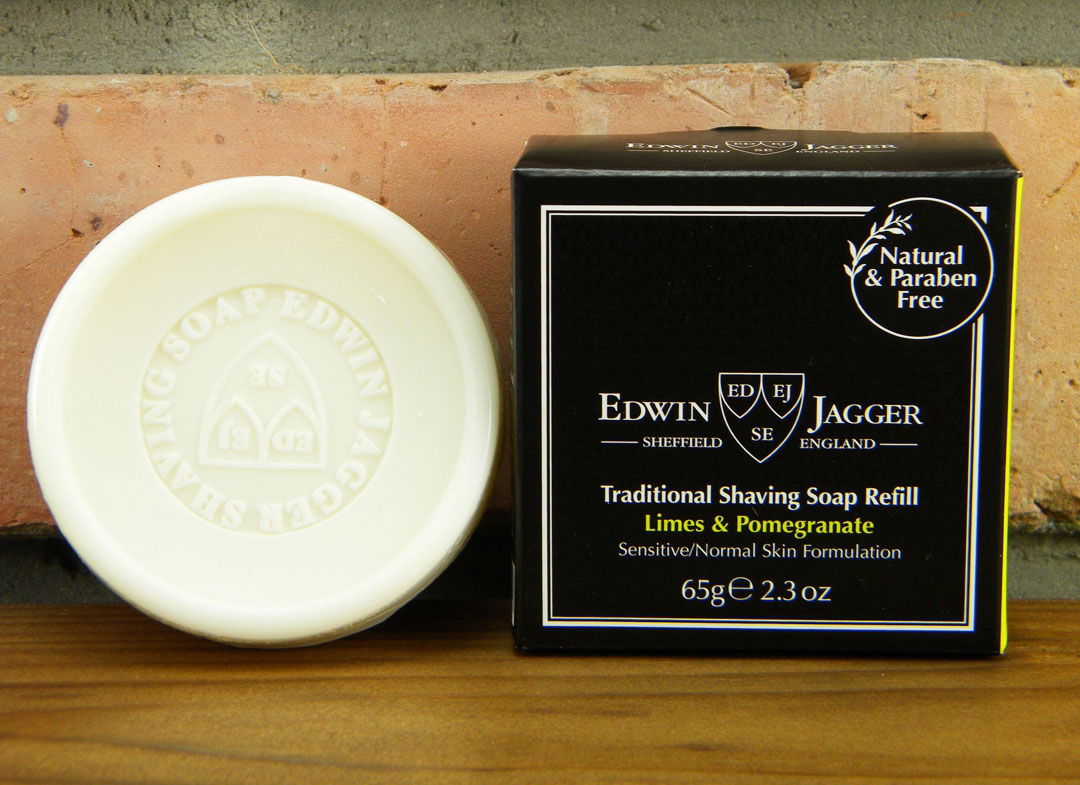 SHAVING SOAP EDWIN JAGGER
SE
ED EJ
EDWIN ED EJ SE JAGGER
SHEFFIELD ENGLAND
Natural
& Paraben
Free
EDWIN ED EJ SE JAGGER
SHEFFIELD ENGLAND
Traditional Shaving Soap Refill
Limes & Pomegranate
Sensitive/Normal Skin Formulation
65g℮ 2.3 oz